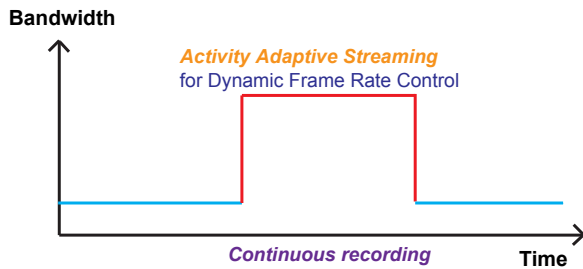 Bandwidth
Activity Adaptive Streaming
for Dynamic Frame Rate Control
Continuous recording
Time